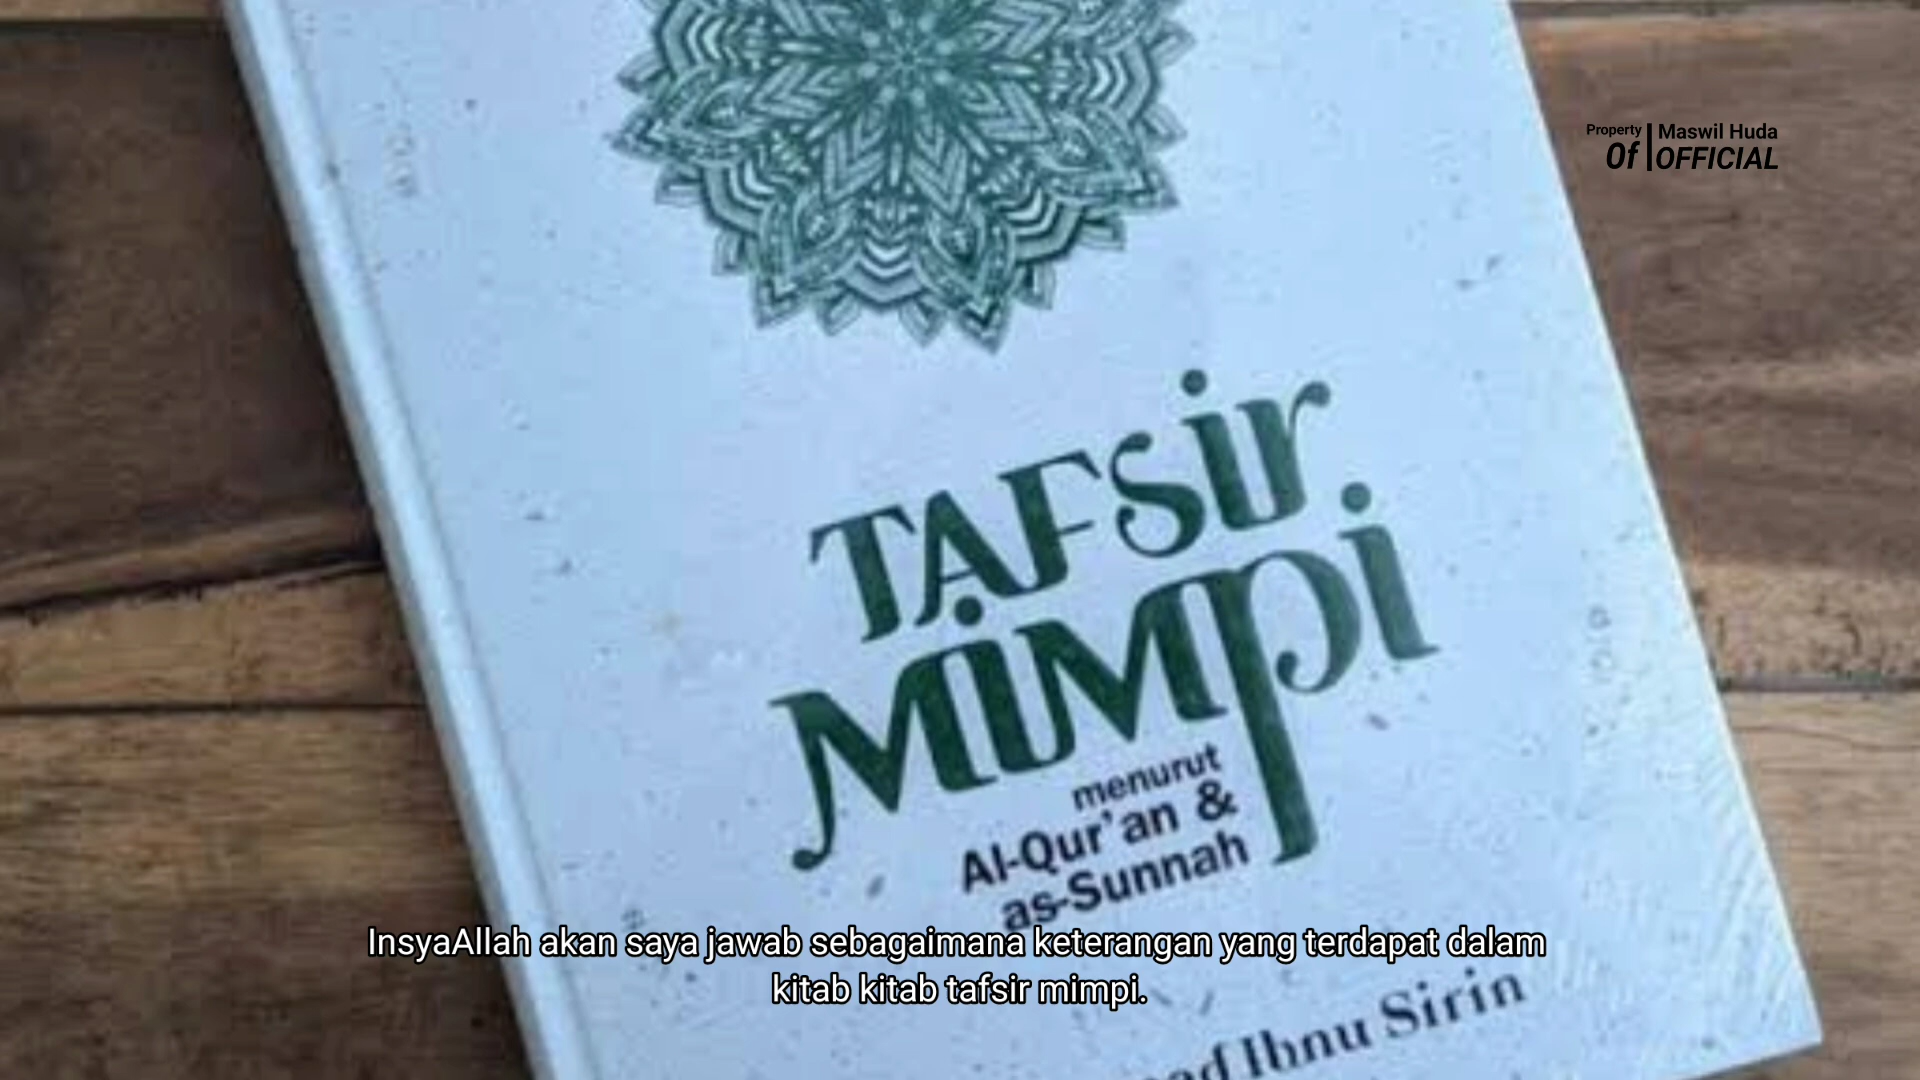 Property
Of
Maswil Huda
OFFICIAL
TAFSir
MiMpi
menurut
Al-Qur'an &
as-Sunnah
InsyaAllah akan saya jawab sebagaimana keterangan yang terdapat dalam
kitab kitab tafsir mimpi.
Ibnu Sirin